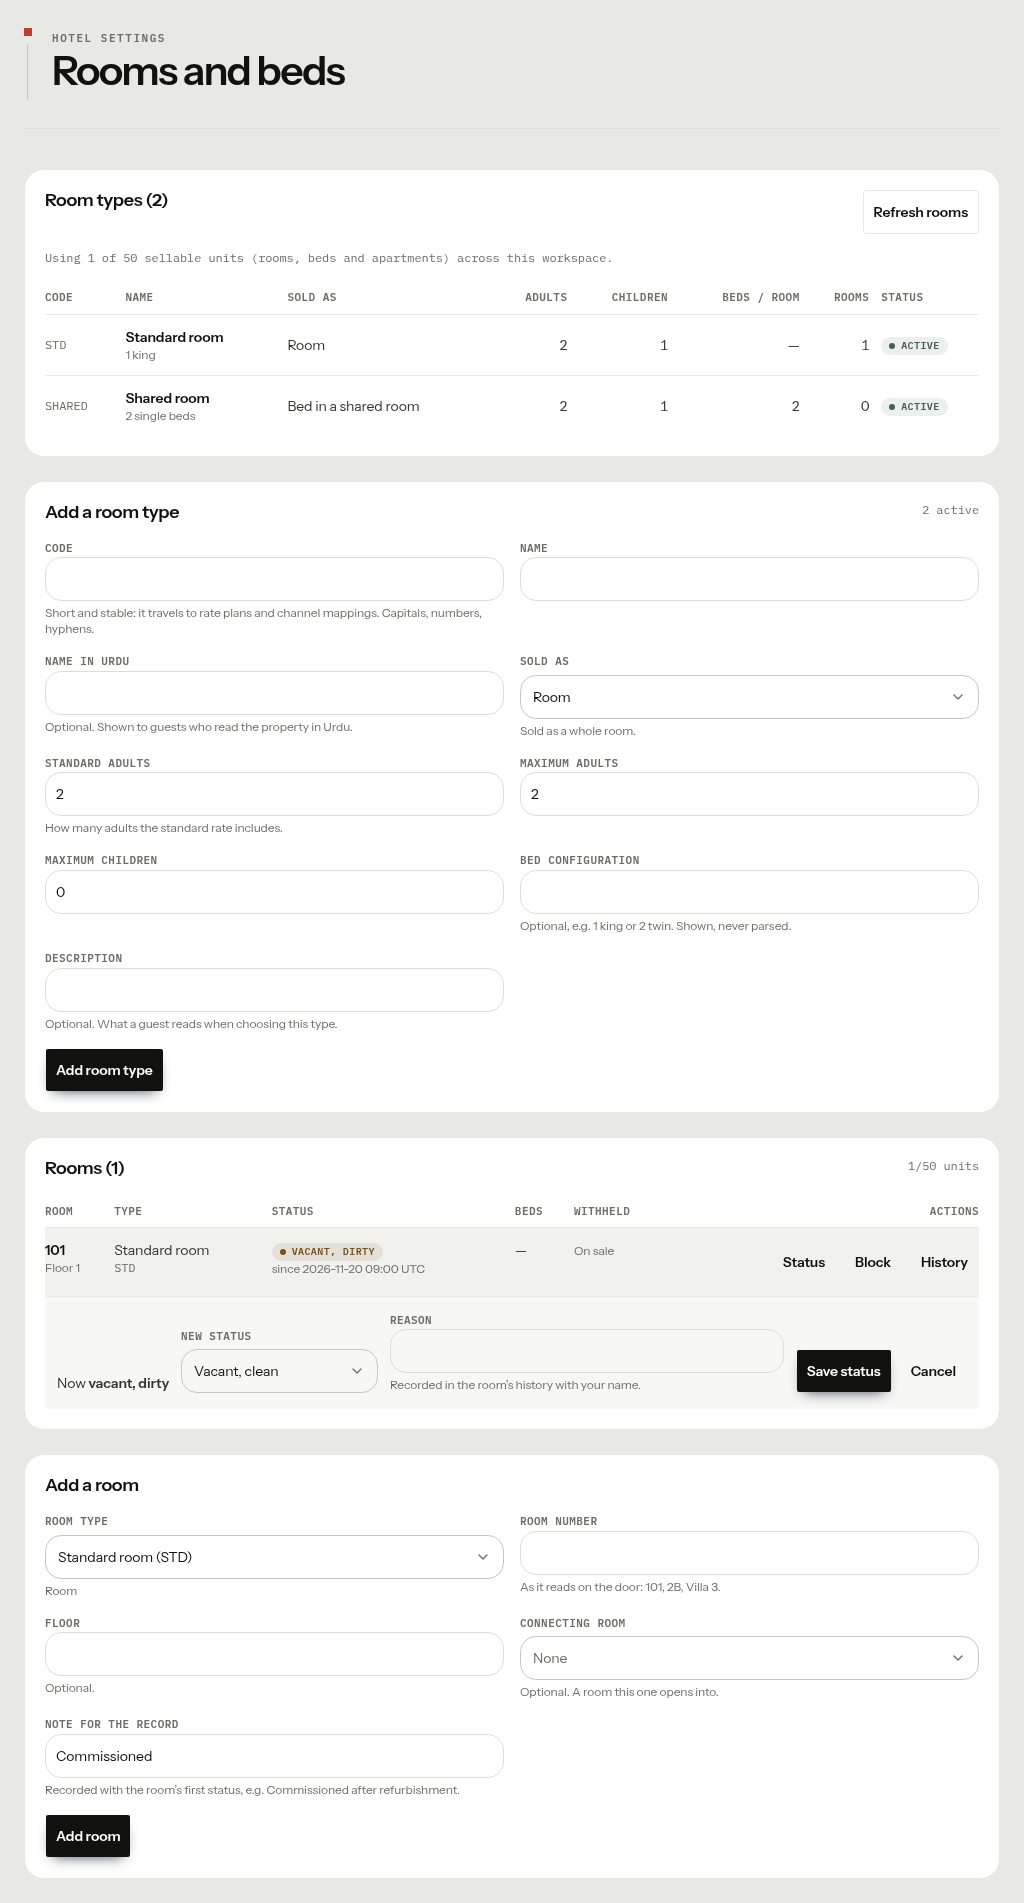 HOTEL SETTINGS
Rooms and beds
Room types (2)
Refresh rooms
Using 1 of 50 sellable units (rooms, beds and apartments) across this workspace.
CODE NAME SOLD AS ADULTS CHILDREN BEDS / ROOM ROOMS STATUS
STD Standard room Room 2 1 — 1 ACTIVE
1 king
SHARED Shared room Bed in a shared room 2 1 2 0 ACTIVE
2 single beds
Add a room type
2 active
CODE NAME
Short and stable: it travels to rate plans and channel mappings. Capitals, numbers,
hyphens.
NAME IN URDU SOLD AS
Room
Optional. Shown to guests who read the property in Urdu.
Sold as a whole room.
STANDARD ADULTS MAXIMUM ADULTS
2 2
How many adults the standard rate includes.
MAXIMUM CHILDREN BED CONFIGURATION
0
Optional, e.g. 1 king or 2 twin. Shown, never parsed.
DESCRIPTION
Optional. What a guest reads when choosing this type.
Add room type
Rooms (1)
1/50 units
ROOM TYPE STATUS BEDS WITHHELD ACTIONS
101 Standard room VACANT, DIRTY — On sale Status Block History
Floor 1 STD since 2026-11-20 09:00 UTC
NEW STATUS REASON
Now vacant, dirty Vacant, clean Save status Cancel
Recorded in the room's history with your name.
Add a room
ROOM TYPE ROOM NUMBER
Standard room (STD)
Room As it reads on the door: 101, 2B, Villa 3.
FLOOR CONNECTING ROOM
None
Optional. Optional. A room this one opens into.
NOTE FOR THE RECORD
Commissioned
Recorded with the room's first status, e.g. Commissioned after refurbishment.
Add room